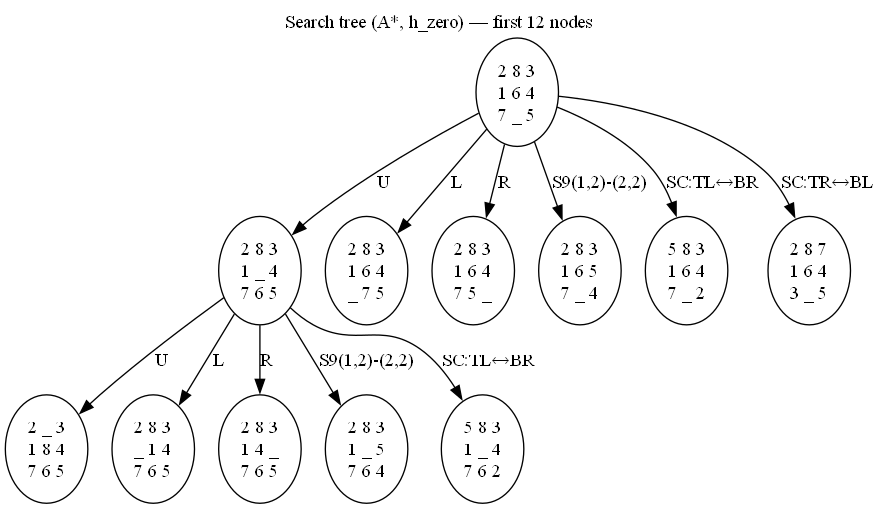 Search tree (A*, h_zero) — first 12 nodes
2 8 3
1 6 4
7 _ 5
U
L
R
S9(1,2)-(2,2)
SC:TL↔BR
SC:TR↔BL
2 8 3
1 _ 4
7 6 5
2 8 3
1 6 4
_ 7 5
2 8 3
1 6 4
7 5 _
2 8 3
1 6 5
7 _ 4
5 8 3
1 6 4
7 _ 2
2 8 7
1 6 4
3 _ 5
U
L
R
S9(1,2)-(2,2)
SC:TL↔BR
2 _ 3
1 8 4
7 6 5
2 8 3
_ 1 4
7 6 5
2 8 3
1 4 _
7 6 5
2 8 3
1 _ 5
7 6 4
5 8 3
1 _ 4
7 6 2